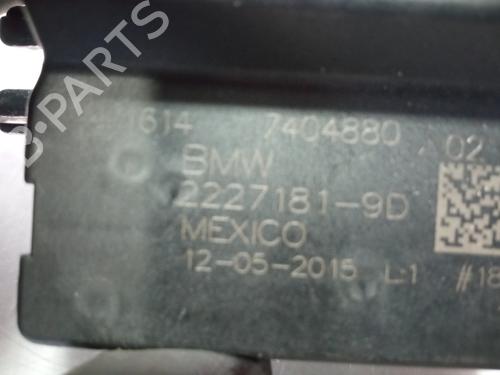 1614 7404880 02
BMW
2227181-9D
MEXICO
12-05-2015 L:1 #18
B-PARTS